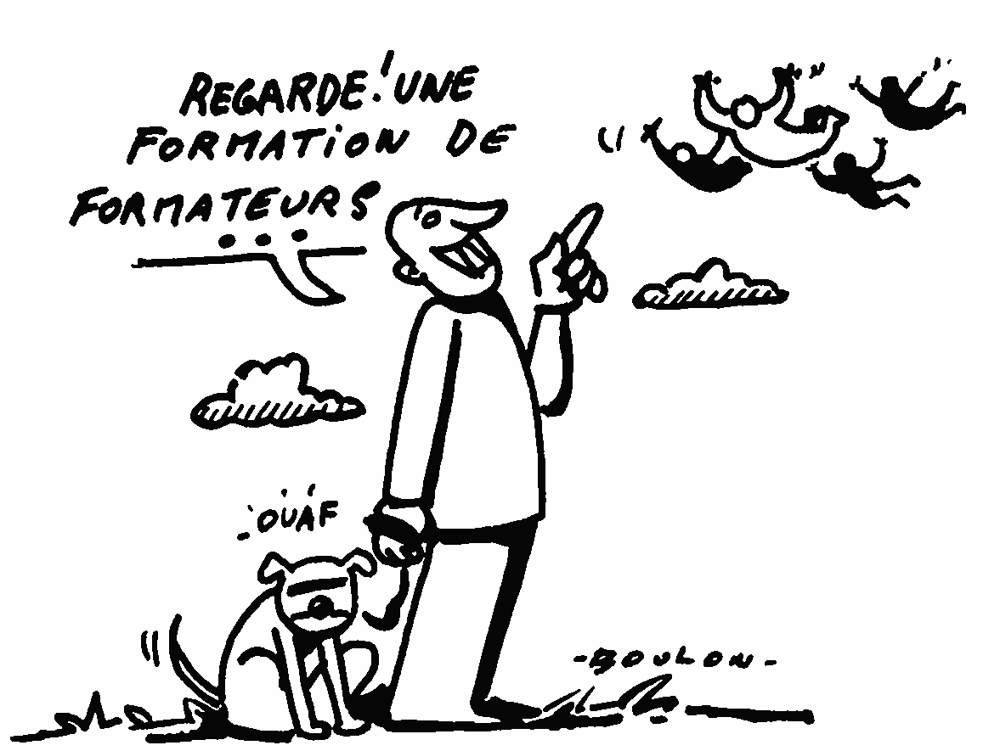 REGARDE! UNE
FORMATION DE
FORMATEURS
...
OUAF
-BOULON-